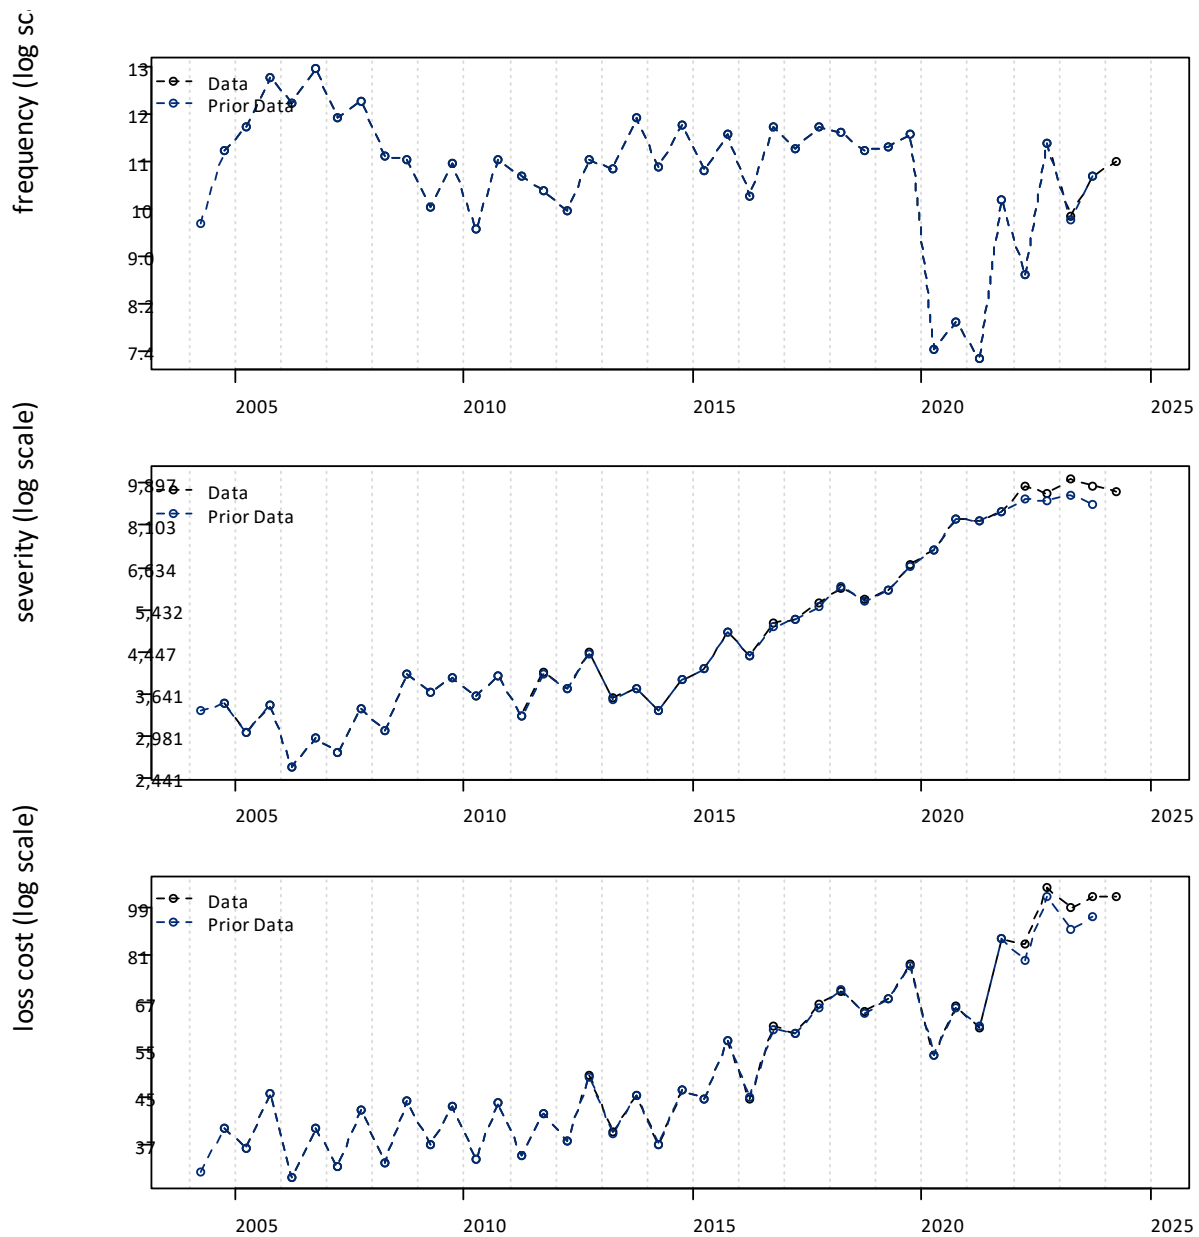 frequency (log sc
13
12
11
10
9.0
8.2
7.4
Data
Prior Data
2005 2010 2015 2020 2025
severity (log scale)
9,897
8,103
6,634
5,432
4,447
3,641
2,981
2,441
Data
Prior Data
2005 2010 2015 2020 2025
loss cost (log scale)
99
81
67
55
45
37
Data
Prior Data
2005 2010 2015 2020 2025